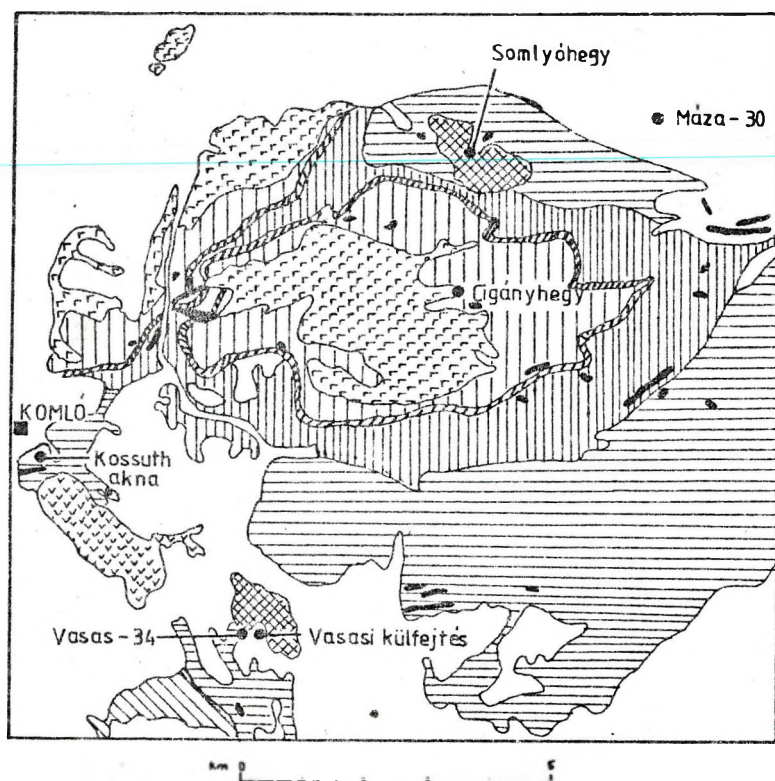 Somlyóhegy
Máza-30
Cigányhegy
KOMLÓ
Kossuth
akna
Vasas-34
Vasasi külfejtés
km 0 5